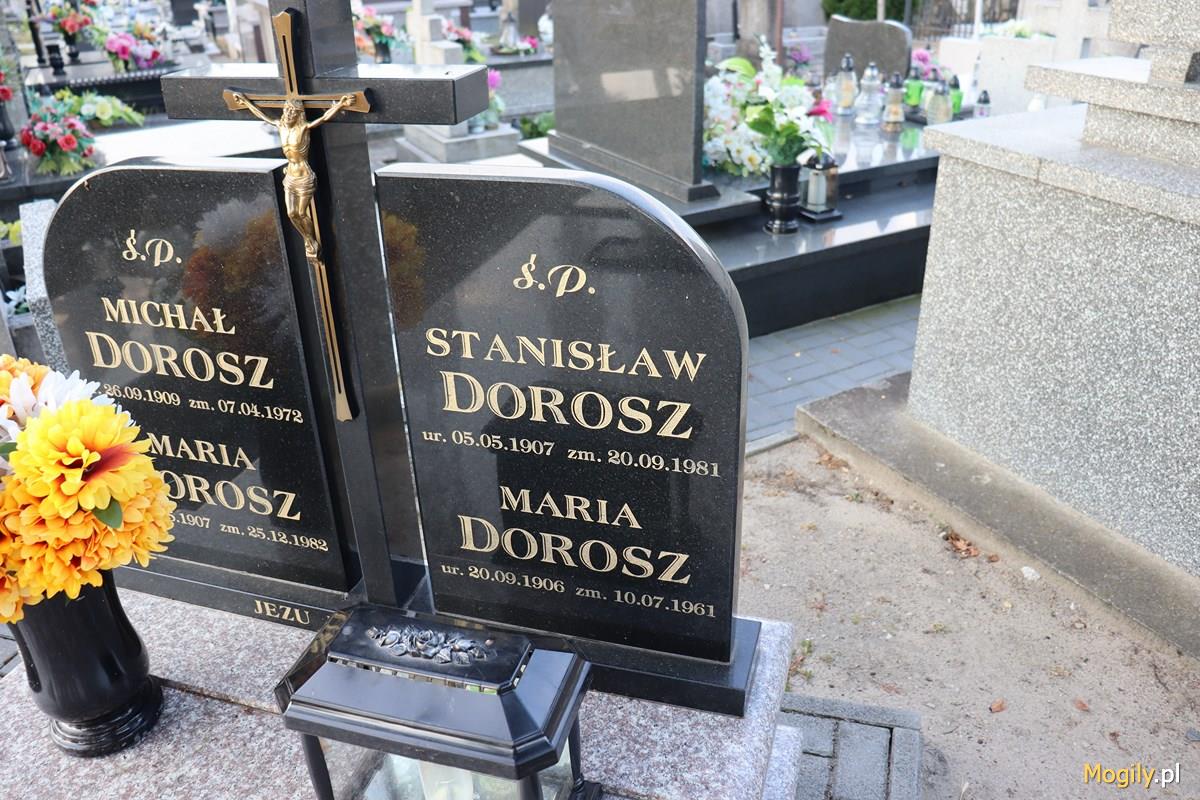 Ś.P.
MICHAŁ
DOROSZ
26.09.1909 zm. 07.04.1972
MARIA
DOROSZ
.1907 zm. 25.12.1982
Ś.P.
STANISŁAW
DOROSZ
ur. 05.05.1907 zm. 20.09.1981
MARIA
DOROSZ
ur. 20.09.1906 zm. 10.07.1961
JEZU
Mogily.pl